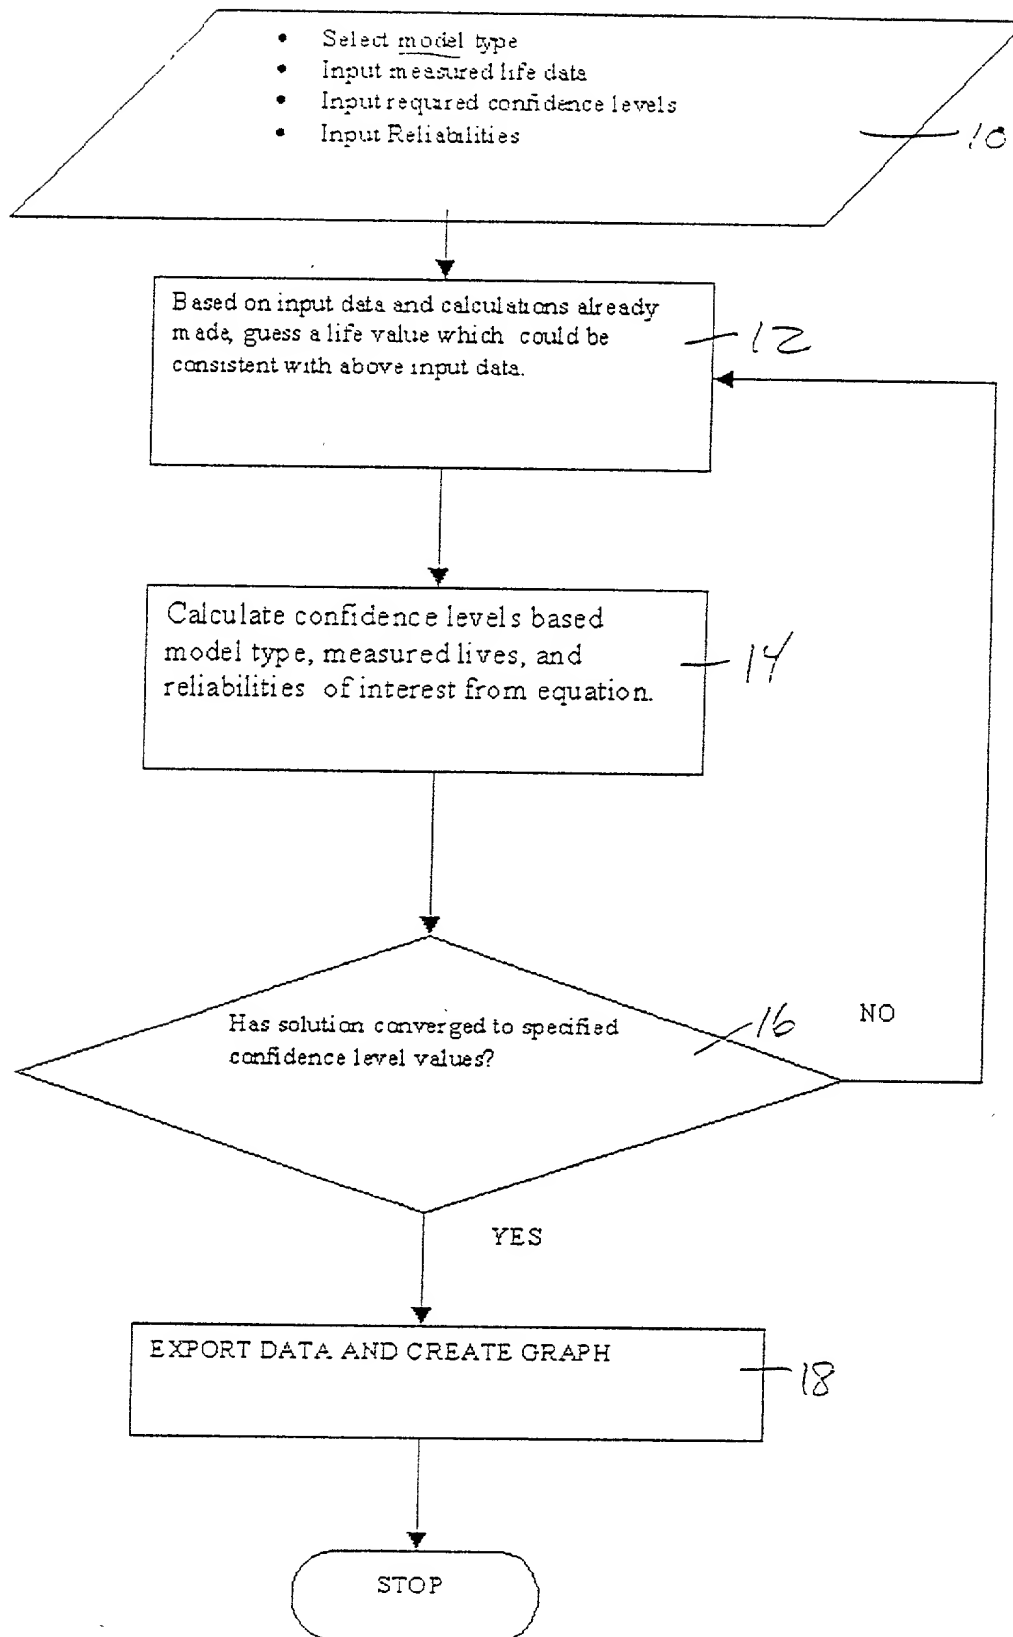 • Select model type
• Input measured life data
• Input required confidence levels
• Input Reliabilities
10
Based on input data and calculations already
made, guess a life value which could be
consistent with above input data.
12
Calculate confidence levels based
model type, measured lives, and
reliabilities of interest from equation.
14
Has solution converged to specified
confidence level values?
16
NO
YES
EXPORT DATA AND CREATE GRAPH
18
STOP